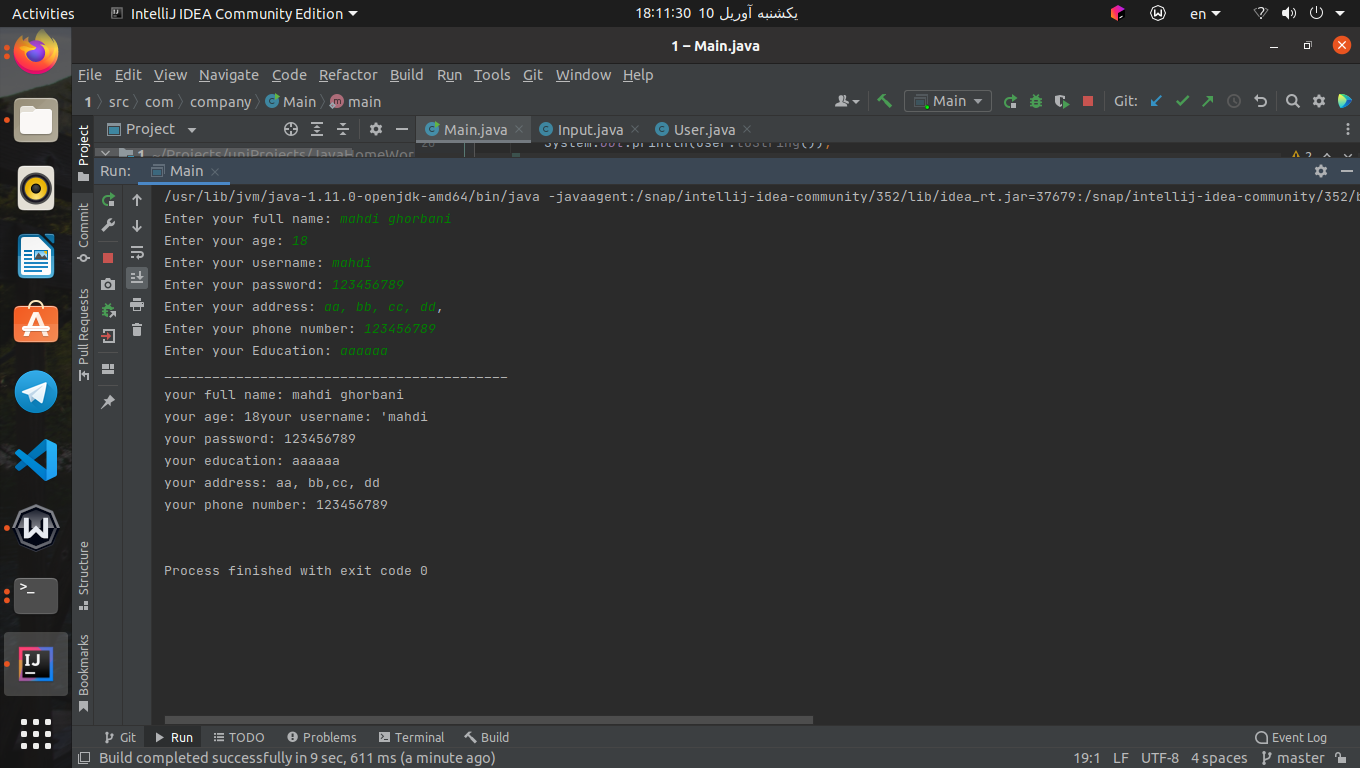 Activities IntelliJ IDEA Community Edition یکشنبه آوریل 10 18:11:30 en
1 – Main.java
File Edit View Navigate Code Refactor Build Run Tools Git Window Help
1 src com company Main main Main Git:
Project Main.java Input.java User.java
1 ~/Projects/uniProjects/JavaHomeWor 20 System.out.println(user.toString()); 2
Run: Main
/usr/lib/jvm/java-1.11.0-openjdk-amd64/bin/java -javaagent:/snap/intellij-idea-community/352/lib/idea_rt.jar=37679:/snap/intellij-idea-community/352/b
Enter your full name: mahdi ghorbani
Enter your age: 18
Enter your username: mahdi
Enter your password: 123456789
Enter your address: aa, bb, cc, dd,
Enter your phone number: 123456789
Enter your Education: aaaaaa
___________________________________________
your full name: mahdi ghorbani
your age: 18your username: 'mahdi
your password: 123456789
your education: aaaaaa
your address: aa, bb,cc, dd
your phone number: 123456789
Process finished with exit code 0
Project
Commit
Pull Requests
Structure
Bookmarks
Git Run TODO Problems Terminal Build Event Log
Build completed successfully in 9 sec, 611 ms (a minute ago) 19:1 LF UTF-8 4 spaces master